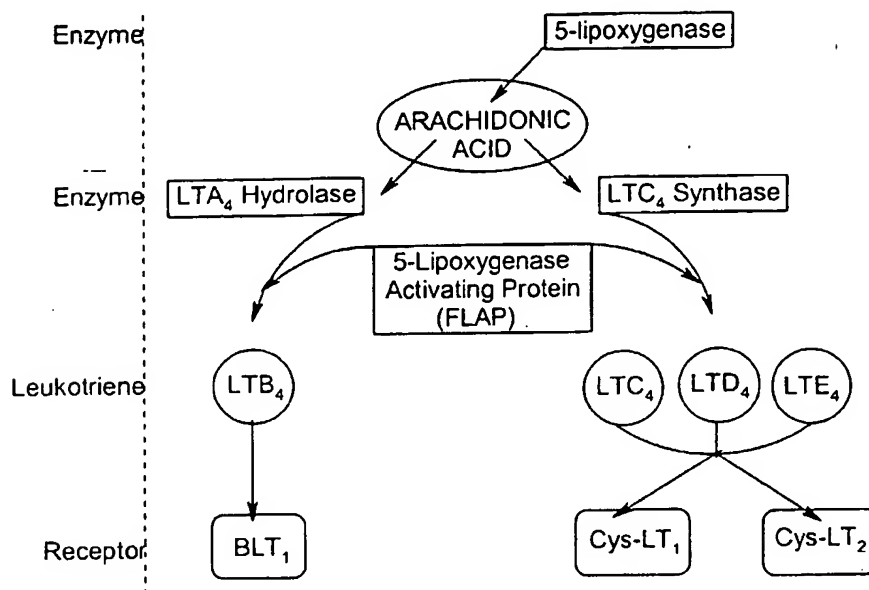 Enzyme
5-lipoxygenase
ARACHIDONIC
ACID
Enzyme
LTA₄ Hydrolase
LTC₄ Synthase
5-Lipoxygenase
Activating Protein
(FLAP)
Leukotriene
LTB₄
LTC₄
LTD₄
LTE₄
Receptor
BLT₁
Cys-LT₁
Cys-LT₂